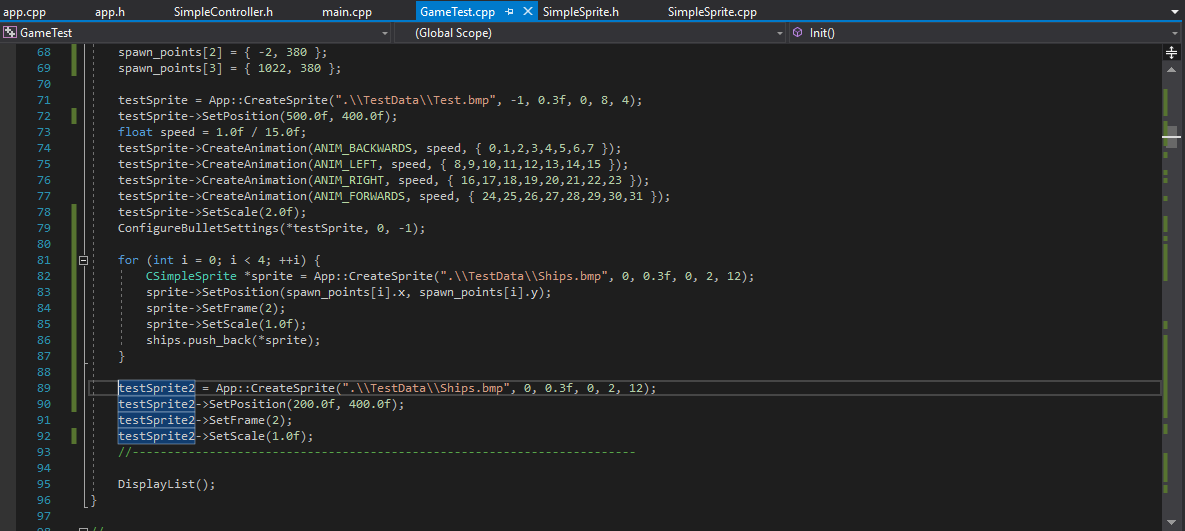 app.cpp app.h SimpleController.h main.cpp GameTest.cpp SimpleSprite.h SimpleSprite.cpp
GameTest (Global Scope) Init()
68 spawn_points[2] = { -2, 380 };
69 spawn_points[3] = { 1022, 380 };
70
71 testSprite = App::CreateSprite(".\\TestData\\Test.bmp", -1, 0.3f, 0, 8, 4);
72 testSprite->SetPosition(500.0f, 400.0f);
73 float speed = 1.0f / 15.0f;
74 testSprite->CreateAnimation(ANIM_BACKWARDS, speed, { 0,1,2,3,4,5,6,7 });
75 testSprite->CreateAnimation(ANIM_LEFT, speed, { 8,9,10,11,12,13,14,15 });
76 testSprite->CreateAnimation(ANIM_RIGHT, speed, { 16,17,18,19,20,21,22,23 });
77 testSprite->CreateAnimation(ANIM_FORWARDS, speed, { 24,25,26,27,28,29,30,31 });
78 testSprite->SetScale(2.0f);
79 ConfigureBulletSettings(*testSprite, 0, -1);
80
81 for (int i = 0; i < 4; ++i) {
82 CSimpleSprite *sprite = App::CreateSprite(".\\TestData\\Ships.bmp", 0, 0.3f, 0, 2, 12);
83 sprite->SetPosition(spawn_points[i].x, spawn_points[i].y);
84 sprite->SetFrame(2);
85 sprite->SetScale(1.0f);
86 ships.push_back(*sprite);
87 }
88
89 testSprite2 = App::CreateSprite(".\\TestData\\Ships.bmp", 0, 0.3f, 0, 2, 12);
90 testSprite2->SetPosition(200.0f, 400.0f);
91 testSprite2->SetFrame(2);
92 testSprite2->SetScale(1.0f);
93 //------------------------------------------------------------------------
94
95 DisplayList();
96 }
97